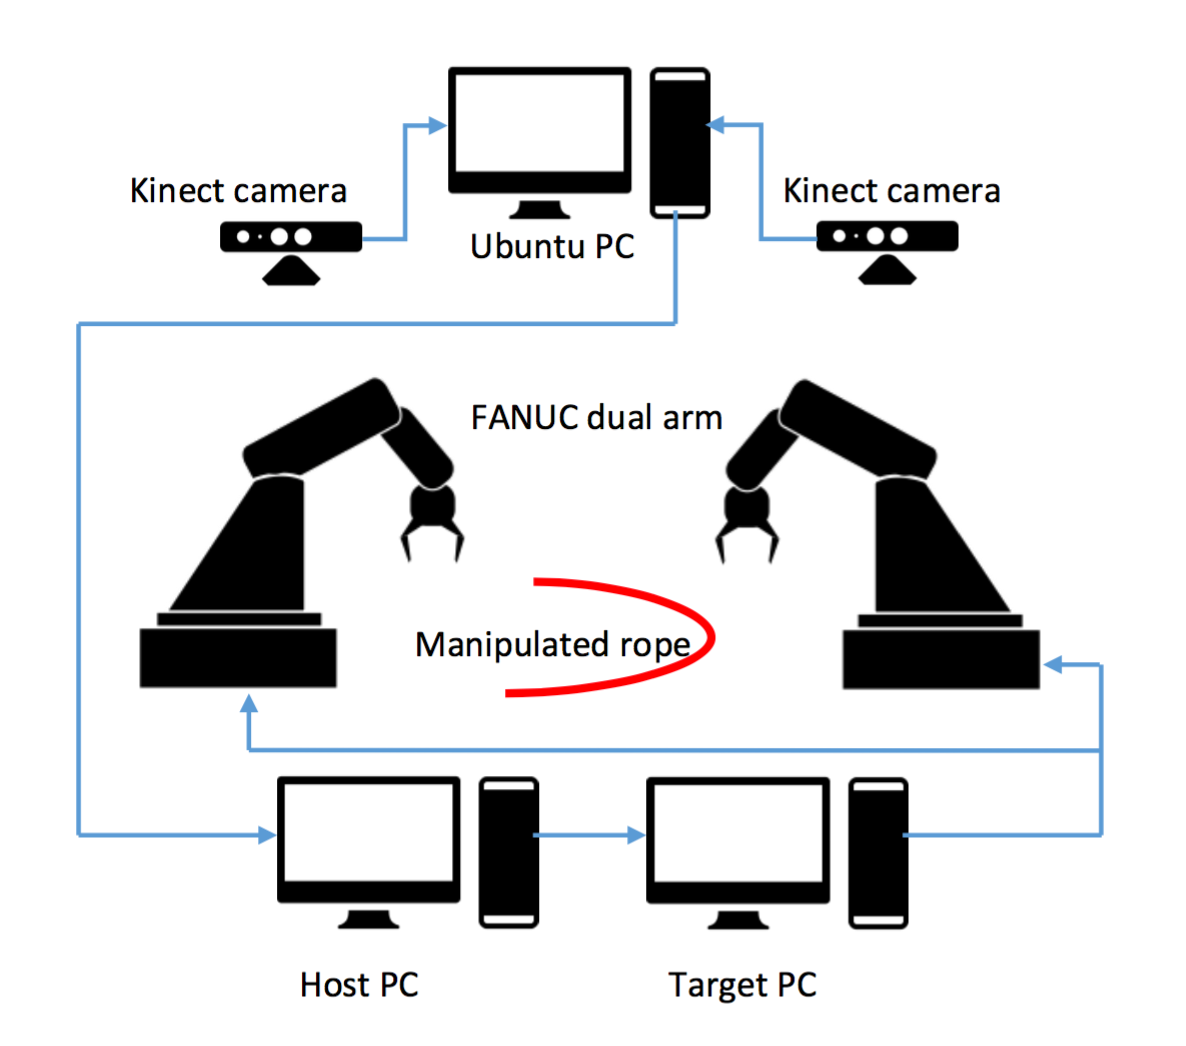 Kinect camera
Kinect camera
Ubuntu PC
FANUC dual arm
Manipulated rope
Host PC
Target PC